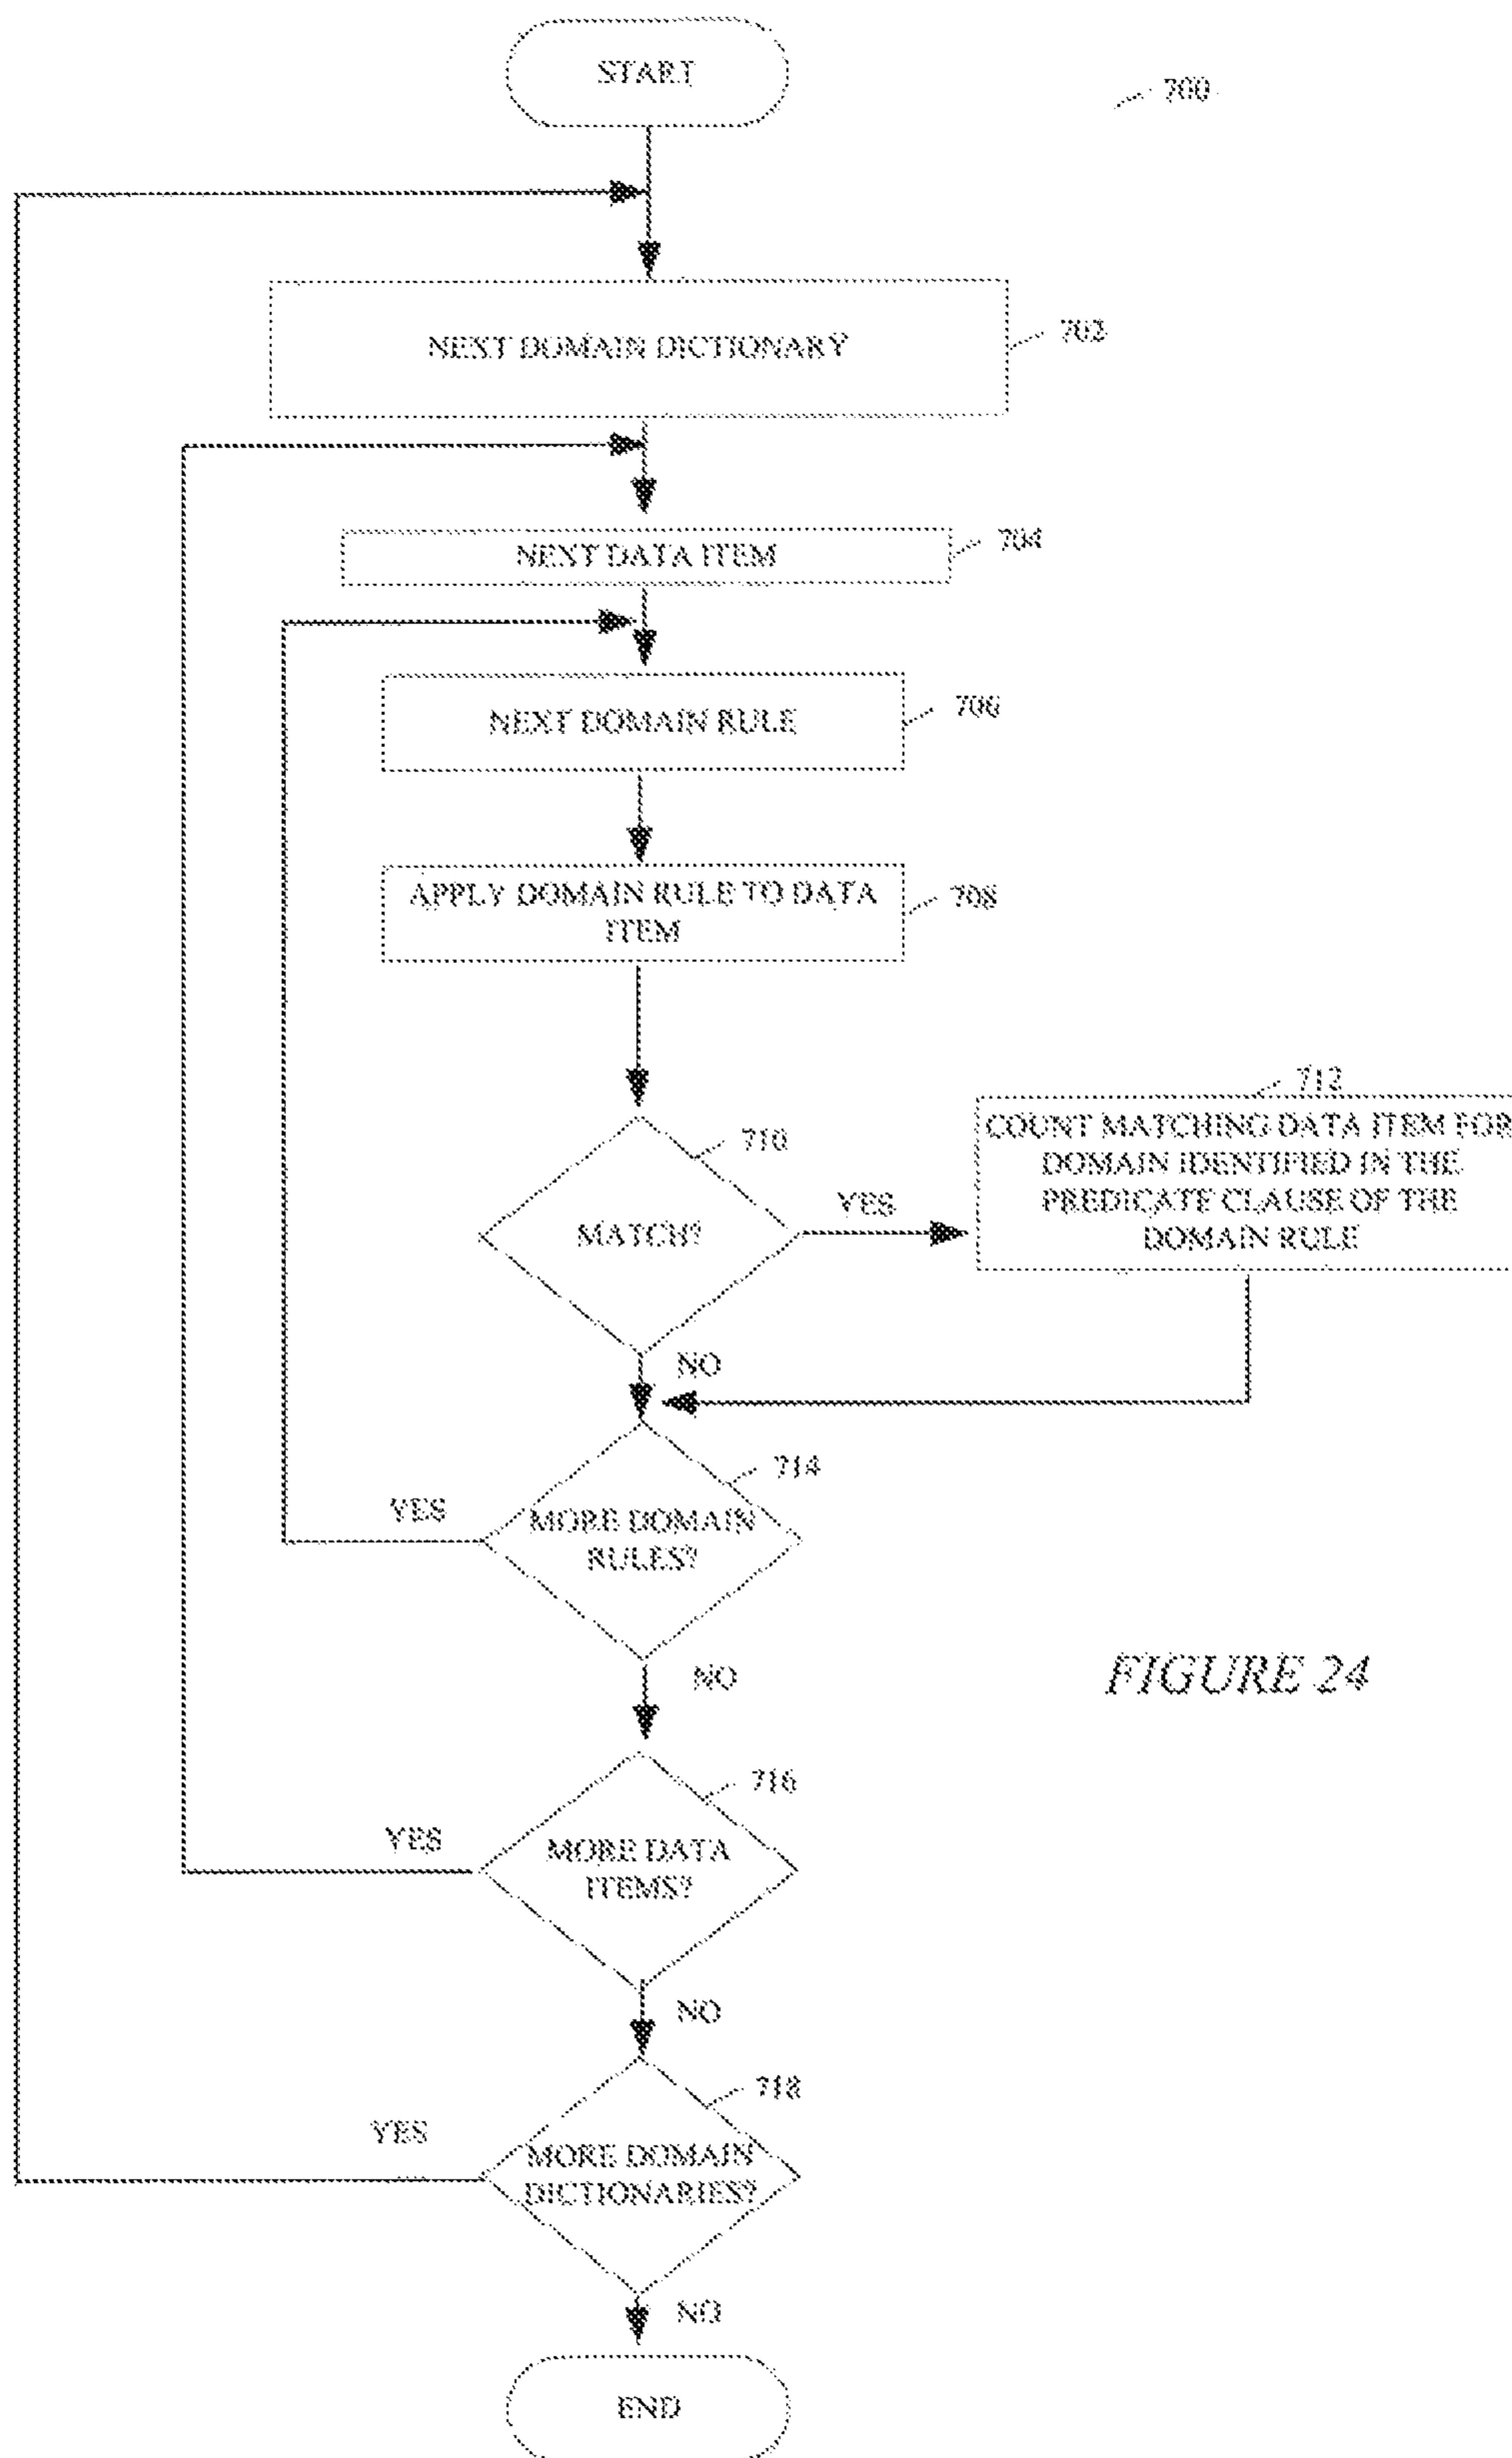 START
700
NEXT DOMAIN DICTIONARY
702
NEXT DATA ITEM
704
NEXT DOMAIN RULE
706
APPLY DOMAIN RULE TO DATA
ITEM
708
712
COUNT MATCHING DATA ITEM FOR
DOMAIN IDENTIFIED IN THE
PREDICATE CLAUSE OF THE
DOMAIN RULE
710
MATCH?
YES
NO
714
YES
MORE DOMAIN
RULES?
NO
FIGURE 24
716
YES
MORE DATA
ITEMS?
NO
718
YES
MORE DOMAIN
DICTIONARIES?
NO
END